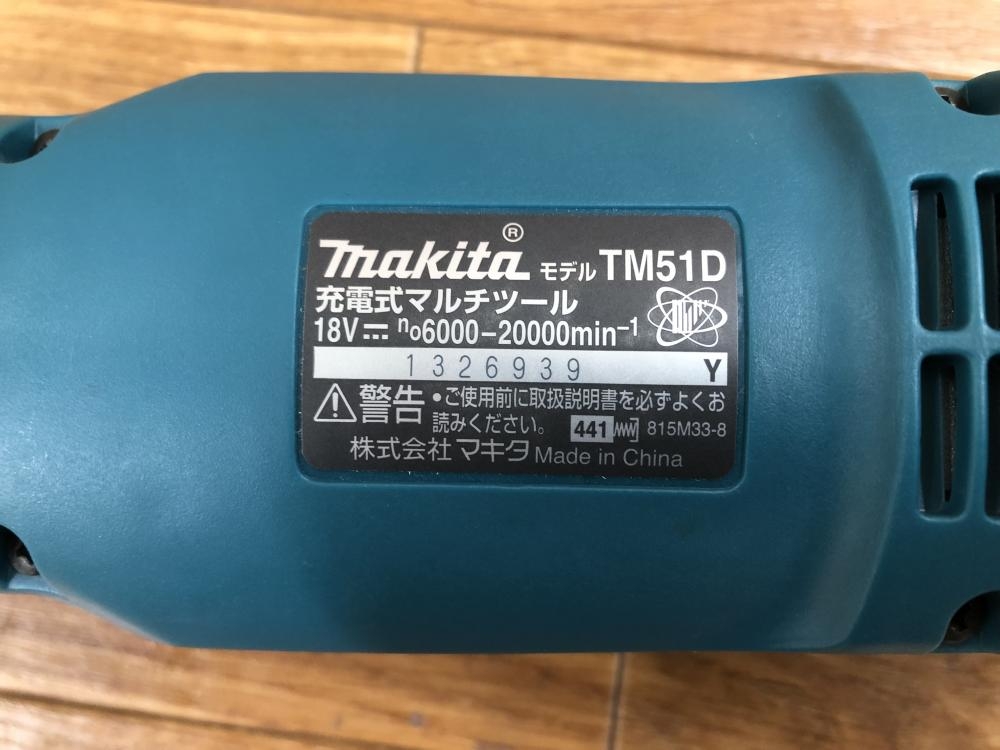 makita® モデル TM51D
充電式マルチツール
18V⎓ n₀6000-20000min⁻¹
1326939 Y
警告 •ご使用前に取扱説明書を必ずよくお
読みください。 441 815M33-8
株式会社 マキタ Made in China